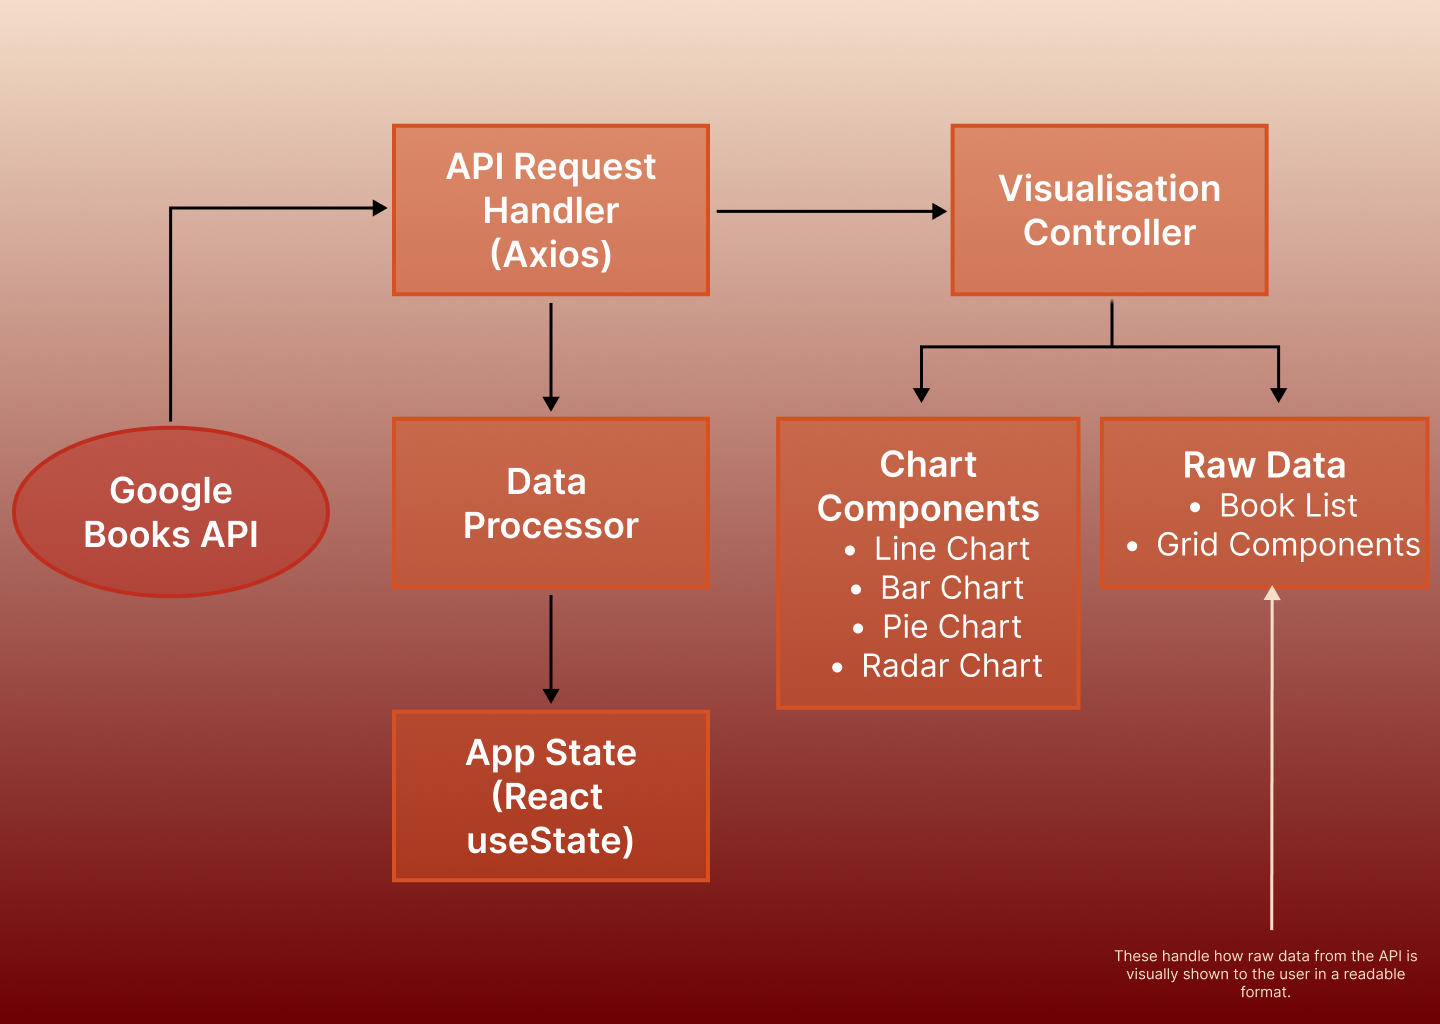 API Request
Handler
(Axios)
Visualisation
Controller
Google
Books API
Data
Processor
Chart
Components
• Line Chart
• Bar Chart
• Pie Chart
• Radar Chart
Raw Data
• Book List
• Grid Components
App State
(React
useState)
These handle how raw data from the API is
visually shown to the user in a readable
format.